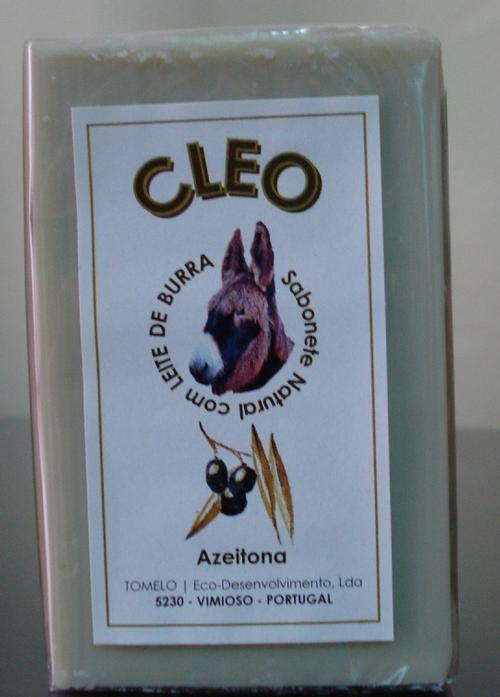 CLEO
Sabonete Natural com LEITE DE BURRA
Azeitona
TOMELO | Eco-Desenvolvimento, Lda
5230 - VIMIOSO - PORTUGAL